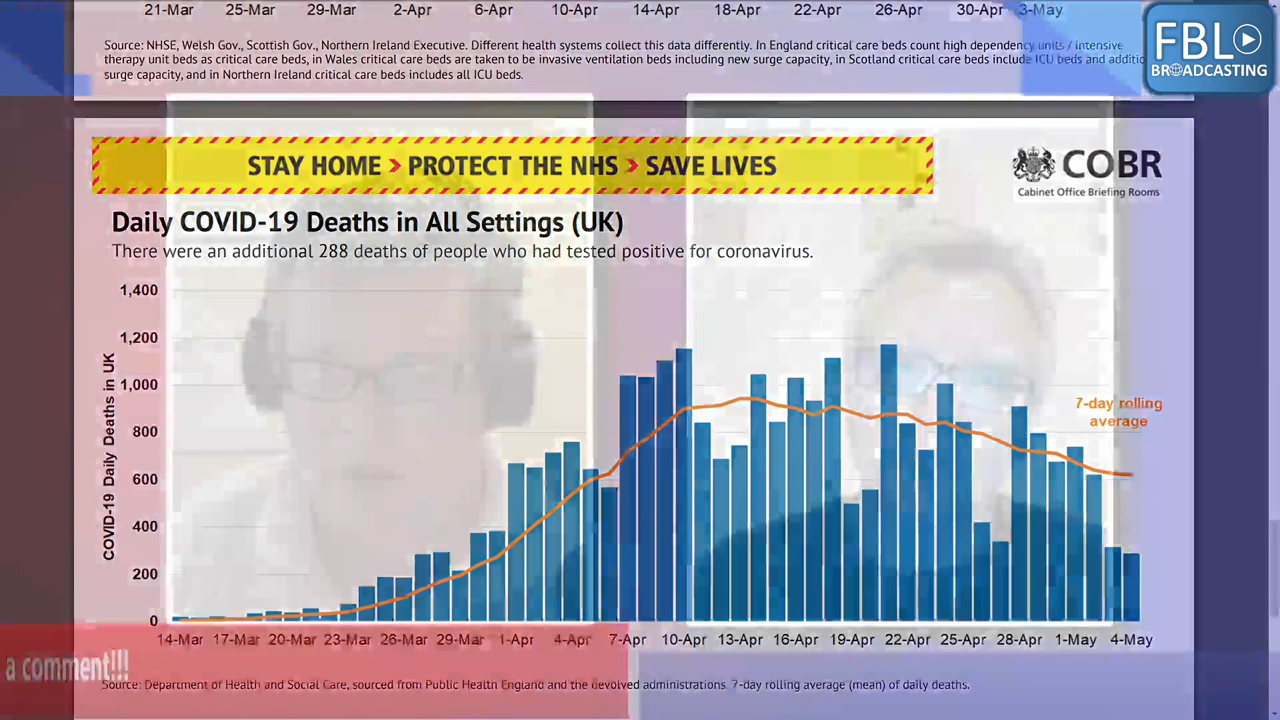 21-Mar 25-Mar 29-Mar 2-Apr 6-Apr 10-Apr 14-Apr 18-Apr 22-Apr 26-Apr 30-Apr 3-May
FBL
BROADCASTING
Source: NHSE, Welsh Gov., Scottish Gov., Northern Ireland Executive. Different health systems collect this data differently. In England critical care beds count high dependency units / intensive
therapy unit beds as critical care beds, in Wales critical care beds are taken to be invasive ventilation beds including new surge capacity, in Scotland critical care beds include ICU beds and additio
surge capacity, and in Northern Ireland critical care beds includes all ICU beds.
STAY HOME > PROTECT THE NHS > SAVE LIVES
COBR
Cabinet Office Briefing Rooms
Daily COVID-19 Deaths in All Settings (UK)
There were an additional 288 deaths of people who had tested positive for coronavirus.
COVID-19 Daily Deaths in UK
1,400
1,200
1,000
800
600
400
200
0
7-day rolling
average
14-Mar 17-Mar 20-Mar 23-Mar 26-Mar 29-Mar 1-Apr 4-Apr 7-Apr 10-Apr 13-Apr 16-Apr 19-Apr 22-Apr 25-Apr 28-Apr 1-May 4-May
a comment!!!
Source: Department of Health and Social Care, sourced from Public Health England and the devolved administrations. 7-day rolling average (mean) of daily deaths.